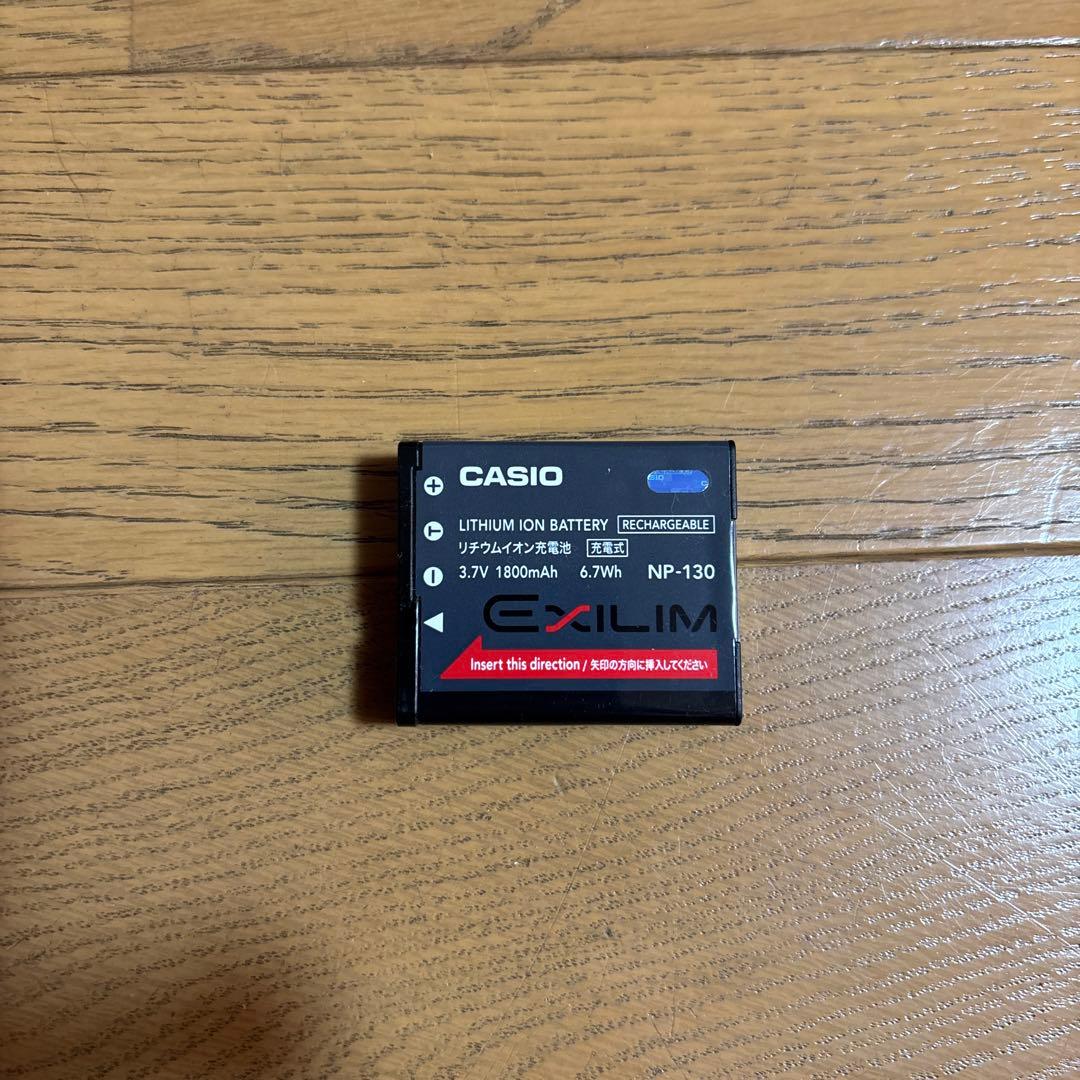 CASIO
LITHIUM ION BATTERY RECHARGEABLE
リチウムイオン充電池 充電式
3.7V 1800mAh 6.7Wh NP-130
EXILIM
Insert this direction / 矢印の方向に挿入してください